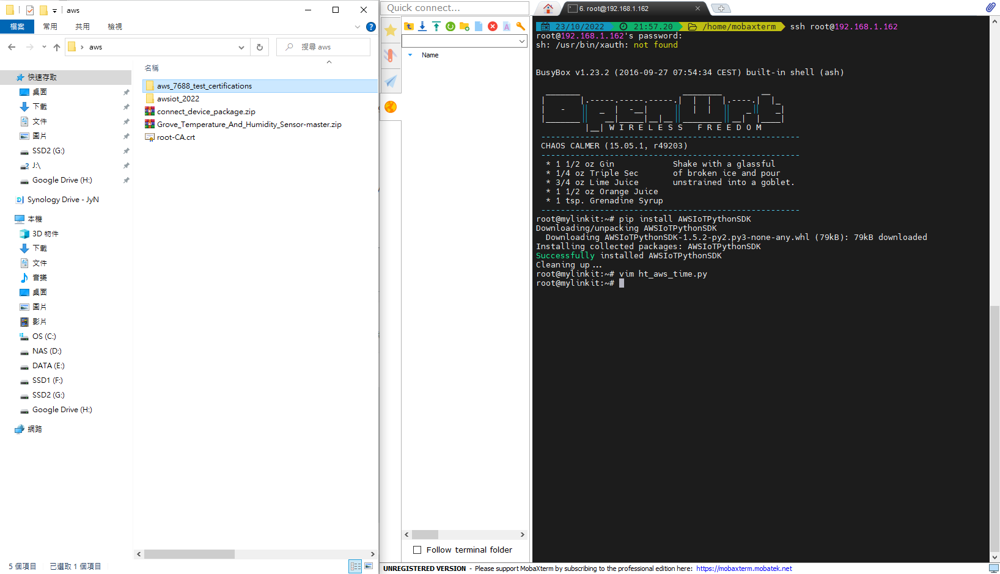 aws
檔案
常用
共用
檢視
aws
搜尋 aws
快速存取
桌面
下載
文件
圖片
SSD2 (G:)
J:\
Google Drive (H:)
Synology Drive - JyN
本機
3D 物件
下載
文件
音樂
桌面
圖片
影片
OS (C:)
NAS (D:)
DATA (E:)
SSD1 (F:)
SSD2 (G:)
Google Drive (H:)
網路
名稱
aws_7688_test_certifications
awsiot_2022
connect_device_package.zip
Grove_Temperature_And_Humidity_Sensor-master.zip
root-CA.crt
5 個項目
已選取 1 個項目
Quick connect...
Name
Follow terminal folder
6. root@192.168.1.162
23/10/2022 21:57.20 /home/mobaxterm ssh root@192.168.1.162
root@192.168.1.162's password:
sh: /usr/bin/xauth: not found
BusyBox v1.23.2 (2016-09-27 07:54:34 CEST) built-in shell (ash)
OpenWrt
W I R E L E S S   F R E E D O M
-----------------------------------------------------
CHAOS CALMER (15.05.1, r49203)
-----------------------------------------------------
* 1 1/2 oz Gin            Shake with a glassful
* 1/4 oz Triple Sec       of broken ice and pour
* 3/4 oz Lime Juice       unstrained into a goblet.
* 1 1/2 oz Orange Juice
* 1 tsp. Grenadine Syrup
-----------------------------------------------------
root@mylinkit:~# pip install AWSIoTPythonSDK
Downloading/unpacking AWSIoTPythonSDK
Downloading AWSIoTPythonSDK-1.5.2-py2.py3-none-any.whl (79kB): 79kB downloaded
Installing collected packages: AWSIoTPythonSDK
Successfully installed AWSIoTPythonSDK
Cleaning up...
root@mylinkit:~# vim ht_aws_time.py
root@mylinkit:~#
UNREGISTERED VERSION - Please support MobaXterm by subscribing to the professional edition here: https://mobaxterm.mobatek.net